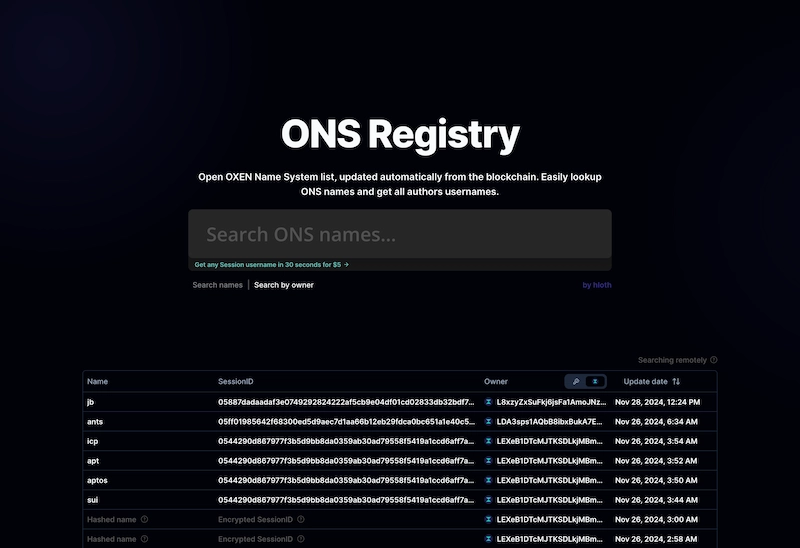 ONS Registry
Open OXEN Name System list, updated automatically from the blockchain. Easily lookup
ONS names and get all authors usernames.
Search ONS names...
Get any Session username in 30 seconds for $5 →
Search names | Search by owner by hloth
Searching remotely
Name SessionID Owner Update date
jb 05887dadaadaf3e0749292824222af5cb9e04df01cd02833db32bdf7... L8xzyZxSuFkj6jsFa1AmoJNz... Nov 28, 2024, 12:24 PM
ants 05ff01985642f68300ed5d9aec7d1aa66b12eb29fdca0bc651a1e40c5... LDA3sps1AQbB8ibxBukA7E... Nov 26, 2024, 6:34 AM
icp 0544290d867977f3b5d9bb8da0359ab30ad79558f5419a1ccd6aff7a... LEXeB1DTcMJTKSDLkjMBm... Nov 26, 2024, 3:54 AM
apt 0544290d867977f3b5d9bb8da0359ab30ad79558f5419a1ccd6aff7a... LEXeB1DTcMJTKSDLkjMBm... Nov 26, 2024, 3:52 AM
aptos 0544290d867977f3b5d9bb8da0359ab30ad79558f5419a1ccd6aff7a... LEXeB1DTcMJTKSDLkjMBm... Nov 26, 2024, 3:50 AM
sui 0544290d867977f3b5d9bb8da0359ab30ad79558f5419a1ccd6aff7a... LEXeB1DTcMJTKSDLkjMBm... Nov 26, 2024, 3:44 AM
Hashed name Encrypted SessionID LEXeB1DTcMJTKSDLkjMBm... Nov 26, 2024, 3:00 AM
Hashed name Encrypted SessionID LEXeB1DTcMJTKSDLkjMBm... Nov 26, 2024, 2:58 AM